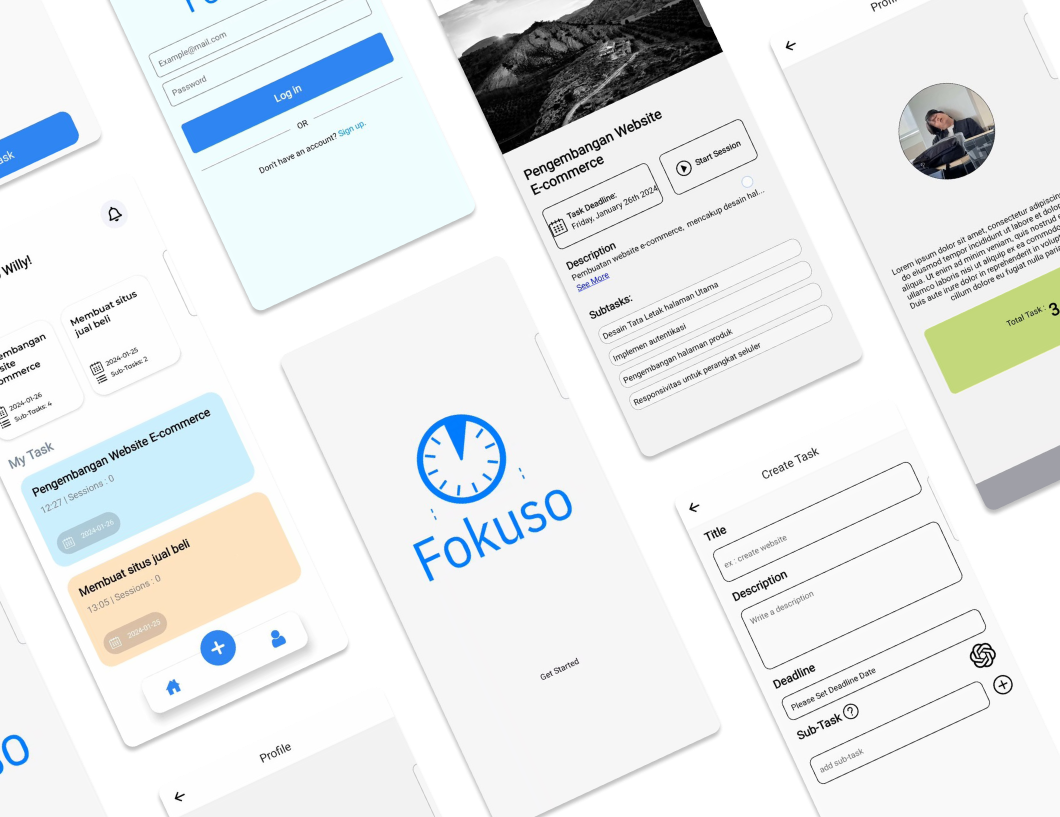 Example@mail.com
Password
Log in
OR
Don't have an account? Sign up.
Willy!
Membuat situs
jual beli
2024-01-25
Sub-Tasks: 2
2024-01-26
Sub-Tasks: 4
My Task
Pengembangan Website E-commerce
12:27 | Sessions : 0
2024-01-26
Membuat situs jual beli
13:05 | Sessions : 0
2024-01-25
Profile
Fokuso
Get Started
Pengembangan Website
E-commerce
Task Deadline:
Friday, January 26th 2024
Start Session
Description
Pembuatan website e-commerce, mencakup desain hal...
See More
Subtasks:
Desain Tata Letak halaman Utama
Implemen autentikasi
Pengembangan halaman produk
Responsivitas untuk perangkat seluler
Create Task
Title
ex : create website
Description
Write a description
Deadline
Please Set Deadline Date
Sub-Task ?
add sub-task
Lorem ipsum dolor sit amet, consectetur adipiscing
do eiusmod tempor incididunt ut labore et dolor
aliqua. Ut enim ad minim veniam, quis nostrud
ullamco laboris nisi ut aliquip ex ea commodo
Duis aute irure dolor in reprehenderit in volup
cillum dolore eu fugiat nulla pari
Total Task : 3